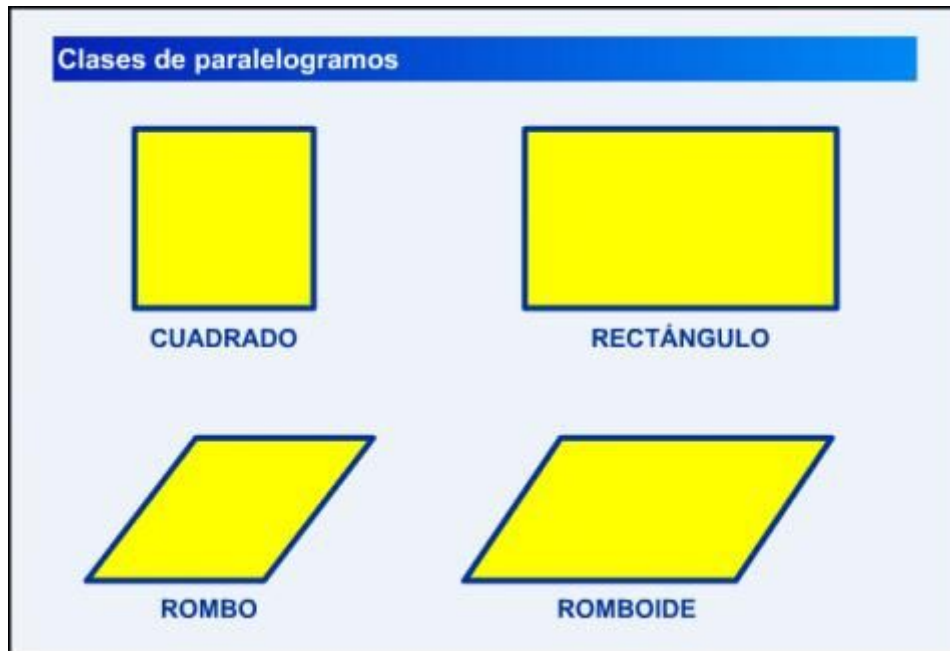 Clases de paralelogramos
CUADRADO
RECTÁNGULO
ROMBO
ROMBOIDE